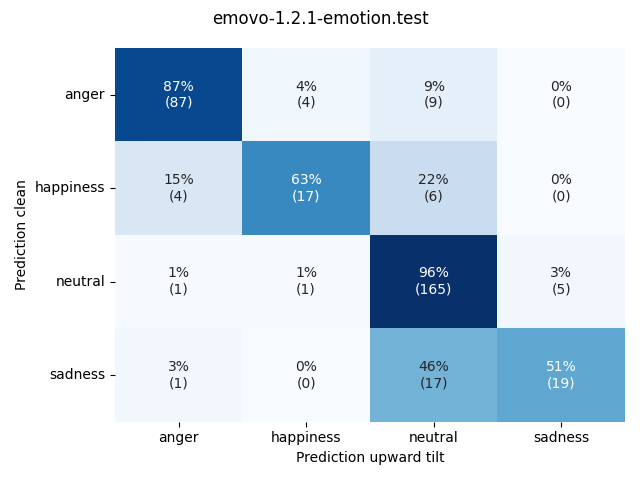 emovo-1.2.1-emotion.test
Prediction clean
anger
87% 4% 9% 0%
(87) (4) (9) (0)
happiness
15% 63% 22% 0%
(4) (17) (6) (0)
neutral
1% 1% 96% 3%
(1) (1) (165) (5)
sadness
3% 0% 46% 51%
(1) (0) (17) (19)
anger happiness neutral sadness
Prediction upward tilt